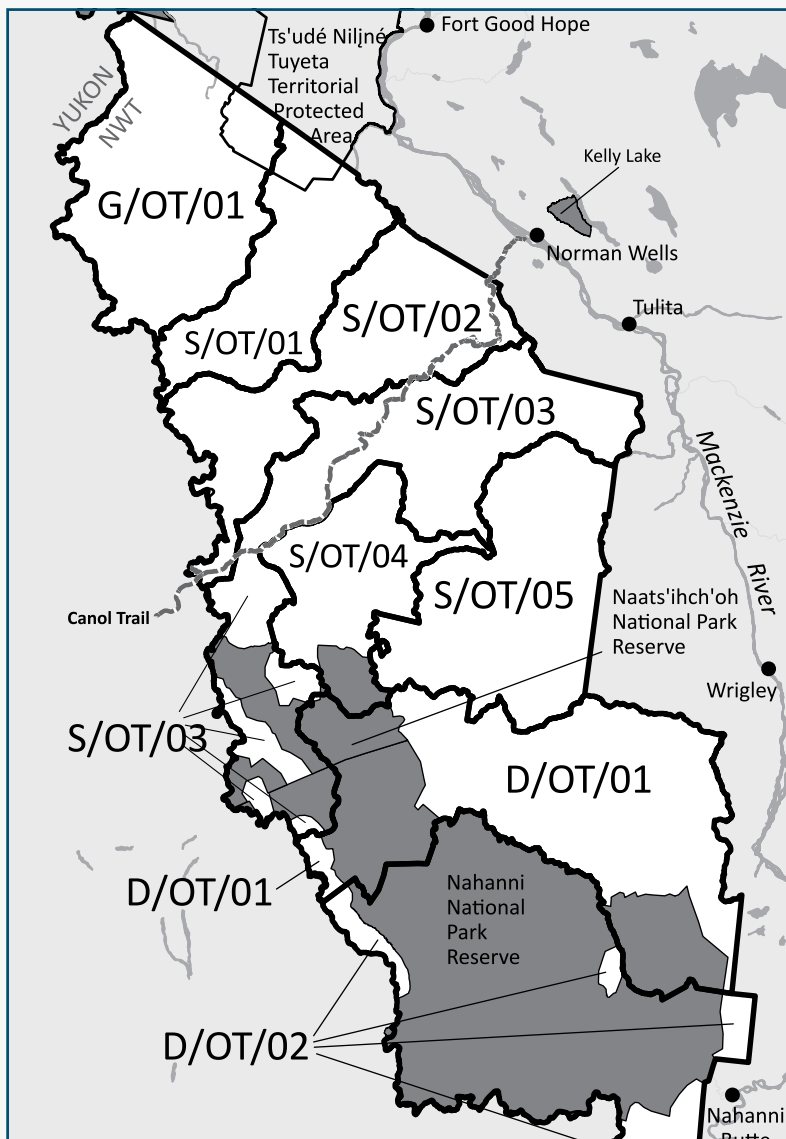 Fort Good Hope
Ts'udé Nilįné
Tuyeta
Territorial
Protected
Area
YUKON
NWT
Kelly Lake
G/OT/01
Norman Wells
Tulita
S/OT/02
S/OT/01
S/OT/03
Mackenzie River
S/OT/04
S/OT/05
Naats'ihch'oh
National Park
Reserve
Canol Trail
Wrigley
S/OT/03
D/OT/01
D/OT/01
Nahanni
National
Park
Reserve
D/OT/02
Nahanni
Butte